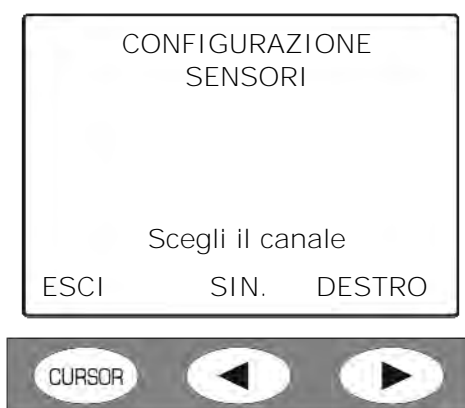 CONFIGURAZIONE
SENSORI
Scegli il canale
ESCI SIN. DESTRO
CURSOR